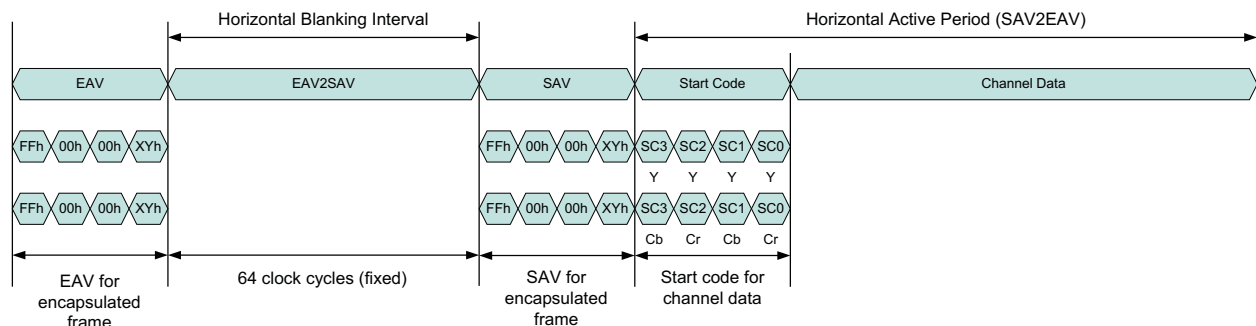 Horizontal Blanking Interval
Horizontal Active Period (SAV2EAV)
EAV
EAV2SAV
SAV
Start Code
Channel Data
FFh 00h 00h XYh
FFh 00h 00h XYh
SC3 SC2 SC1 SC0
Y Y Y Y
FFh 00h 00h XYh
FFh 00h 00h XYh
SC3 SC2 SC1 SC0
Cb Cr Cb Cr
EAV for
encapsulated
frame
64 clock cycles (fixed)
SAV for
encapsulated
frame
Start code for
channel data